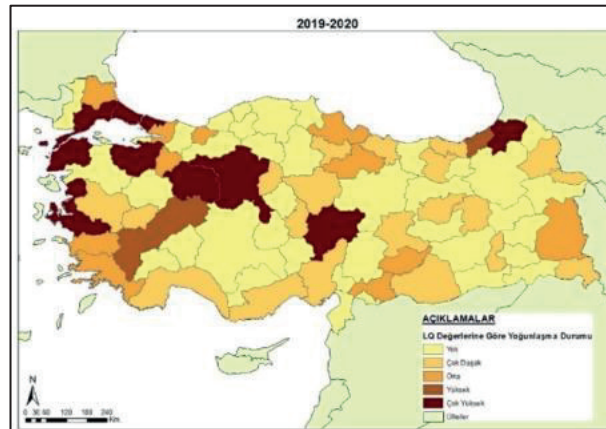 2019-2020
AÇIKLAMALAR
LQ Değerlerine Göre Yoğunlaşma Durumu
Yok
Çok Düşük
Orta
Yüksek
Çok Yüksek
Ülkeler
N
0 30 60 120 180 240
Km.